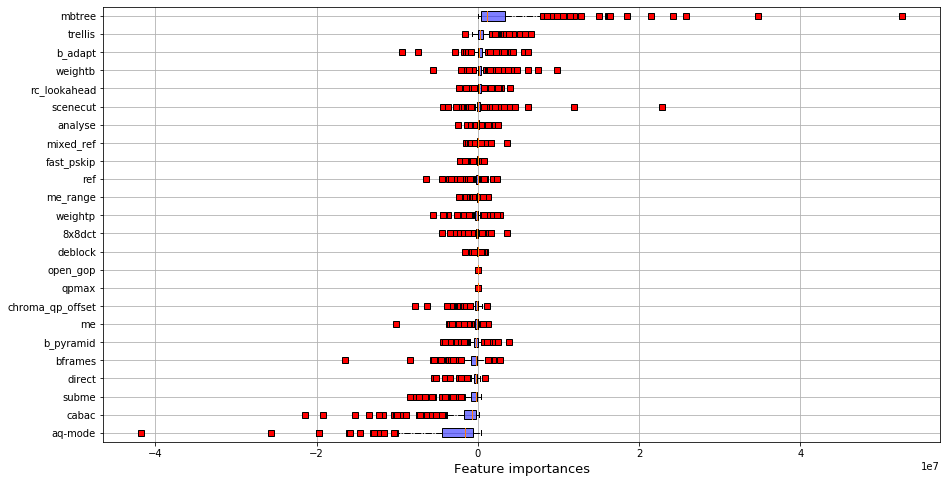 mbtree
trellis
b_adapt
weightb
rc_lookahead
scenecut
analyse
mixed_ref
fast_pskip
ref
me_range
weightp
8x8dct
deblock
open_gop
qpmax
chroma_qp_offset
me
b_pyramid
bframes
direct
subme
cabac
aq-mode
−4 −2 0 2 4
1e7
Feature importances